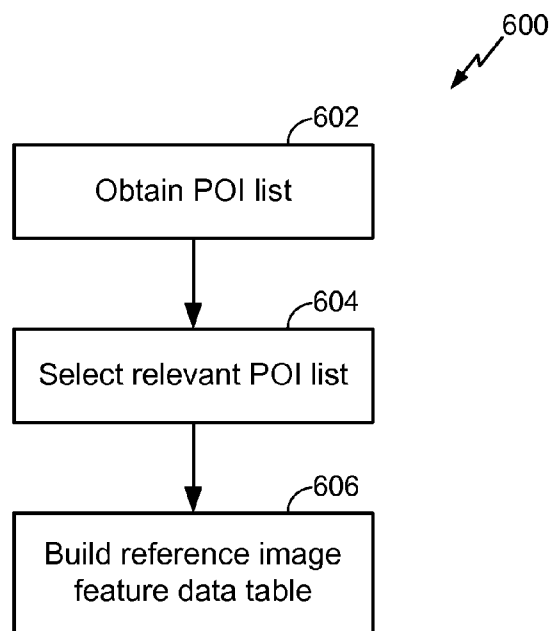 600
602
Obtain POI list
604
Select relevant POI list
606
Build reference image
feature data table